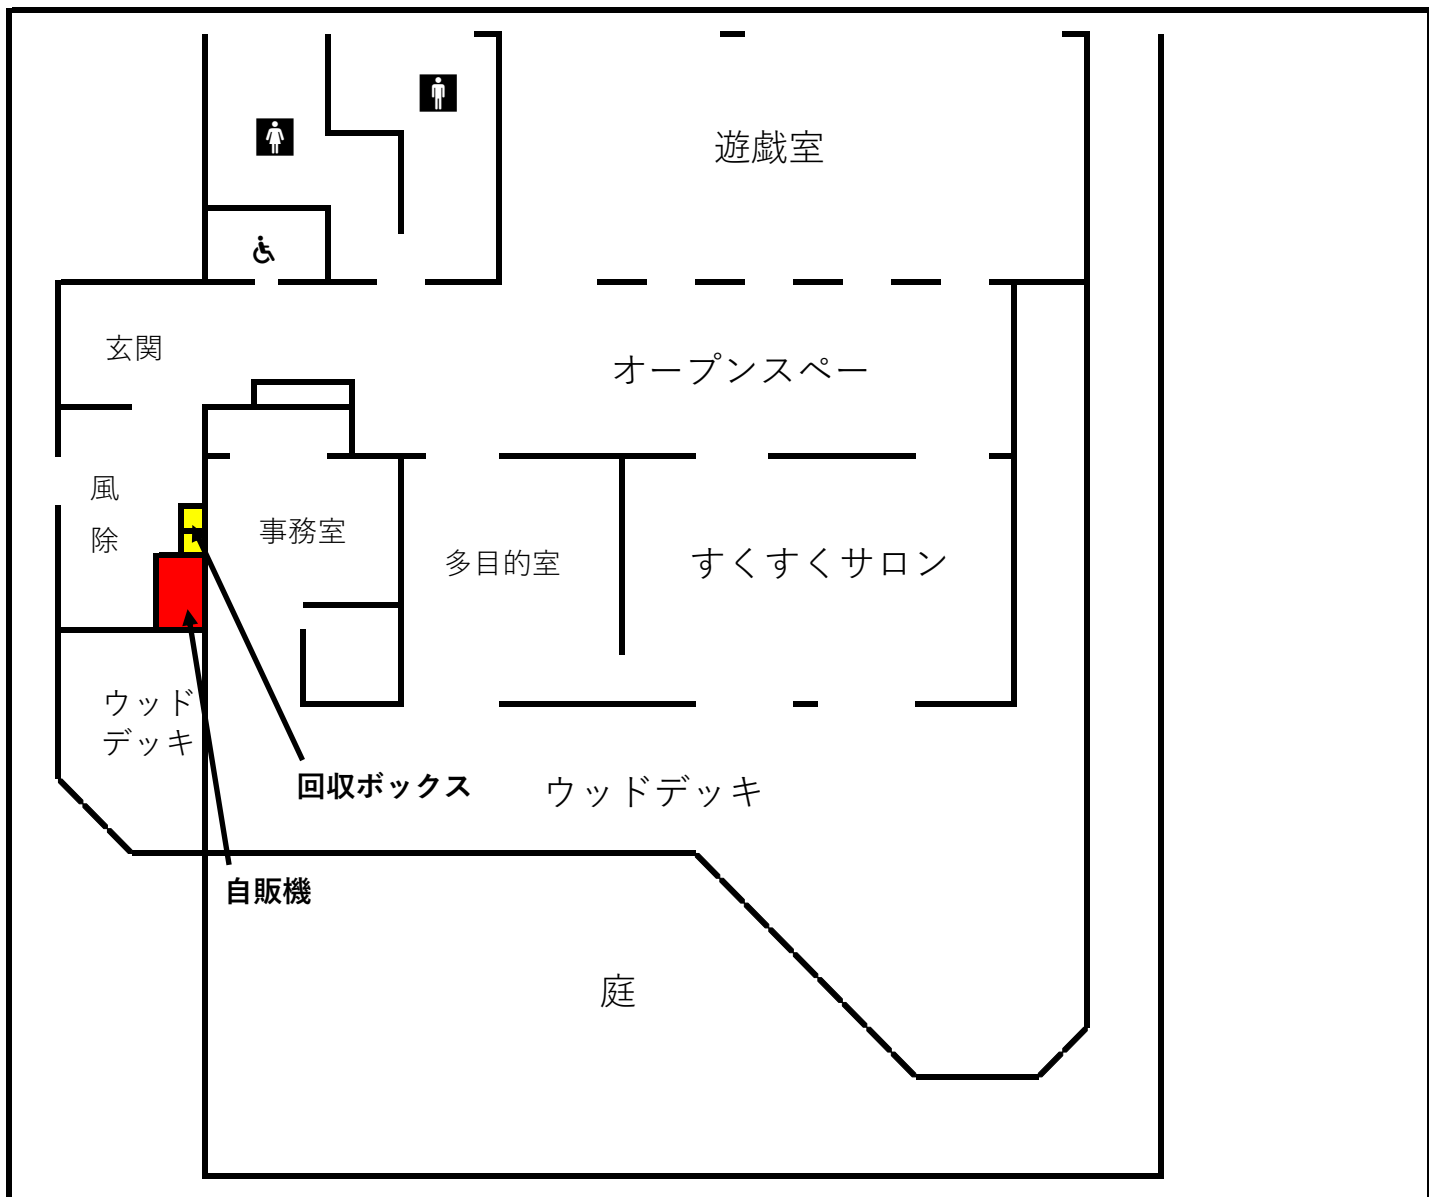 遊戯室
玄関
オープンスペー
風
除
事務室
多目的室
すくすくサロン
ウッド
デッキ
回収ボックス
ウッドデッキ
自販機
庭